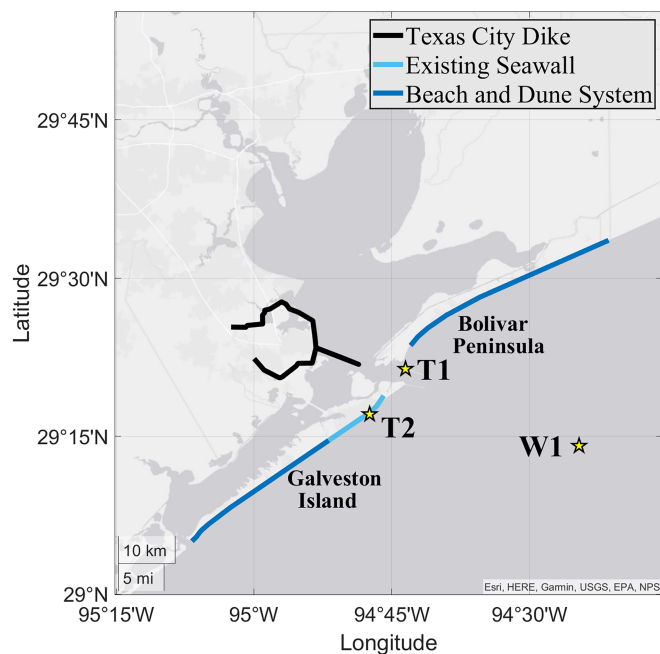 Texas City Dike
Existing Seawall
Beach and Dune System
29°45'N
29°30'N
29°15'N
29°N
Latitude
Bolivar
Peninsula
T1
T2
W1
Galveston
Island
10 km
5 mi
Esri, HERE, Garmin, USGS, EPA, NPS
95°15'W
95°W
94°45'W
94°30'W
Longitude